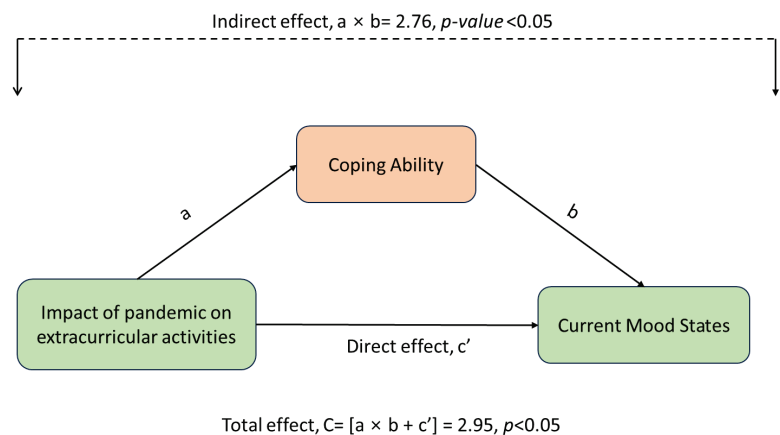 Indirect effect, a × b= 2.76, p-value <0.05
Coping Ability
a
b
Impact of pandemic on
extracurricular activities
Current Mood States
Direct effect, c’
Total effect, C= [a × b + c’] = 2.95, p<0.05